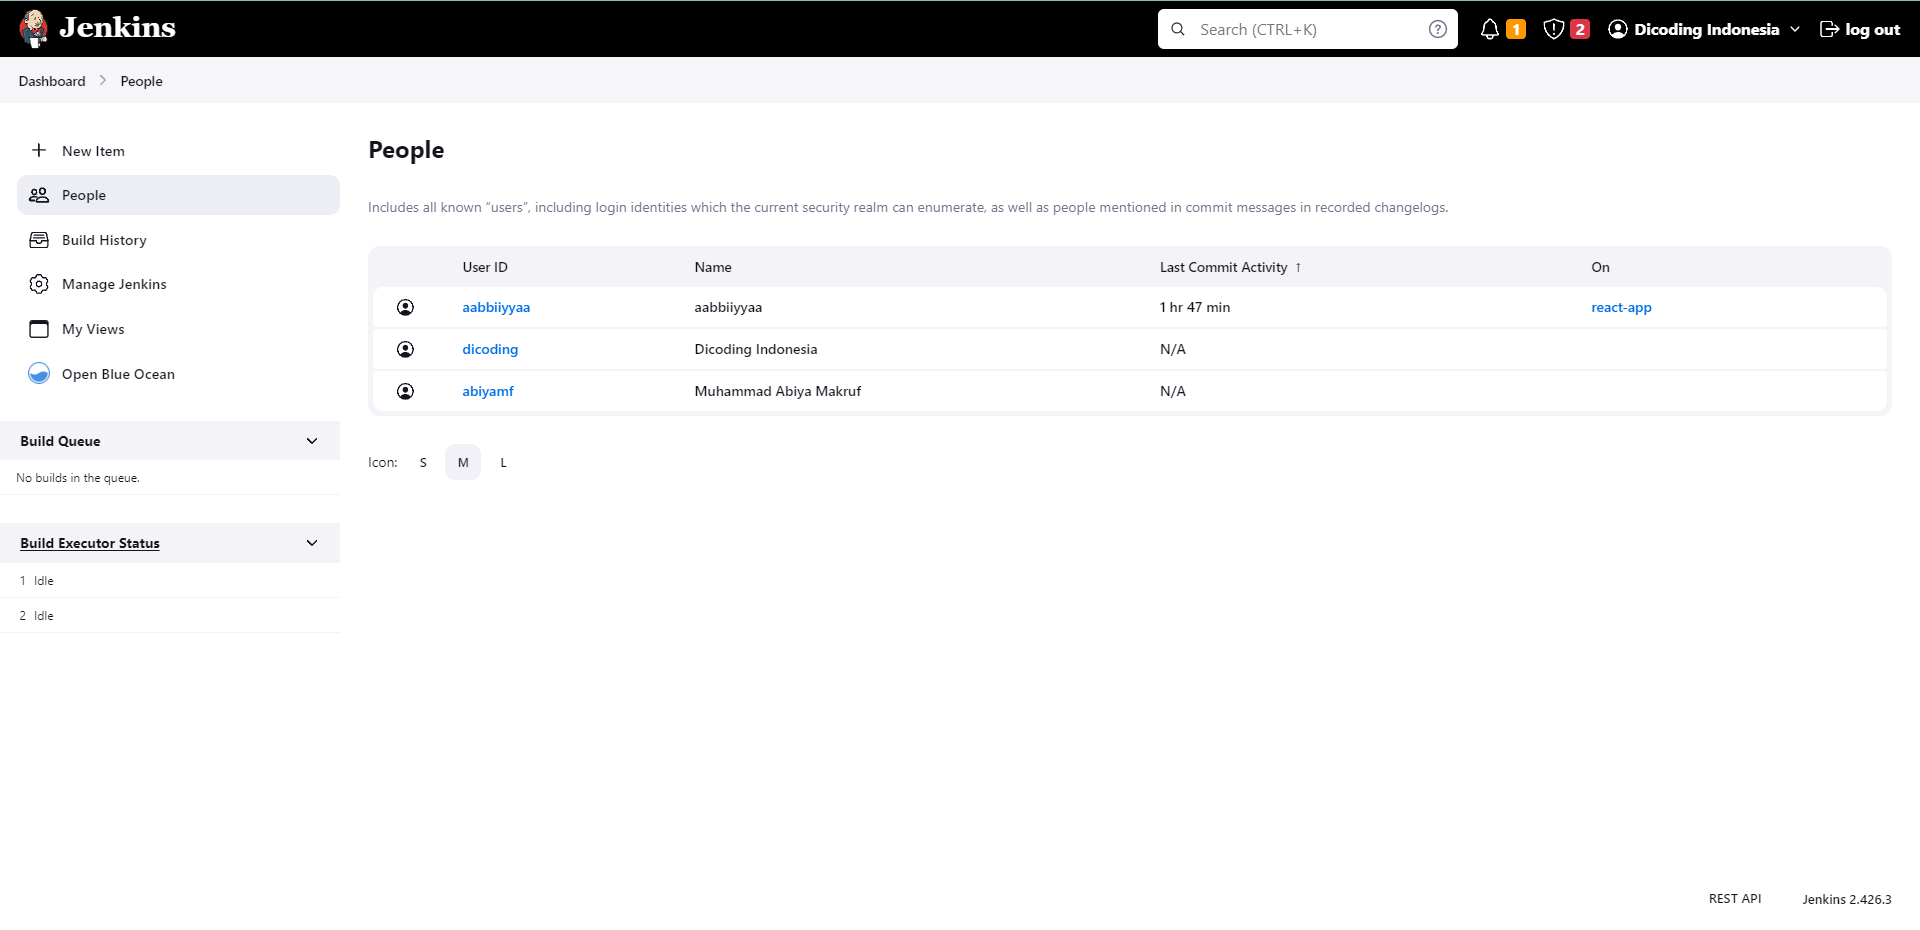 Jenkins
Search (CTRL+K)
1
2
Dicoding Indonesia
log out
Dashboard
People
New Item
People
Build History
Manage Jenkins
My Views
Open Blue Ocean
Build Queue
No builds in the queue.
Build Executor Status
1 Idle
2 Idle
People
Includes all known “users”, including login identities which the current security realm can enumerate, as well as people mentioned in commit messages in recorded changelogs.
User ID Name Last Commit Activity ↑ On
aabbiiyyaa aabbiiyyaa 1 hr 47 min react-app
dicoding Dicoding Indonesia N/A
abiyamf Muhammad Abiya Makruf N/A
Icon: S M L
REST API Jenkins 2.426.3